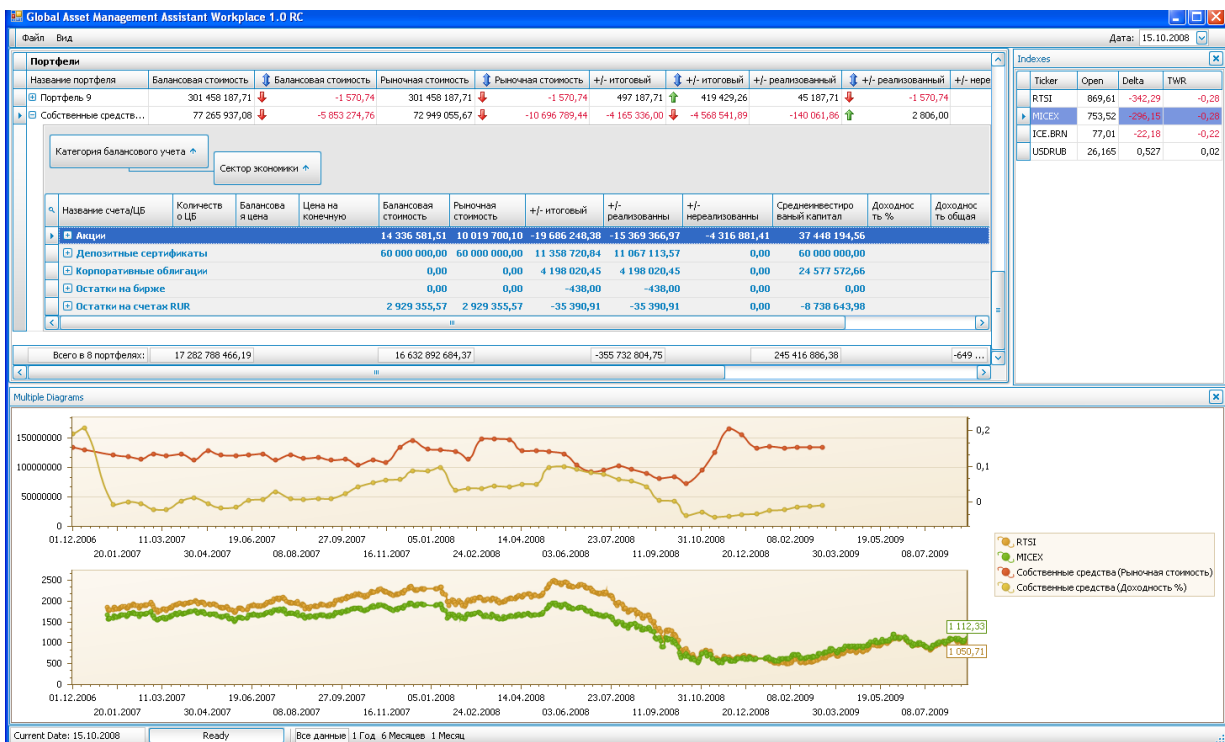 Global Asset Management Assistant Workplace 1.0 RC
Файл Вид Дата: 15.10.2008
Портфели
Название портфеля Балансовая стоимость Балансовая стоимость Рыночная стоимость Рыночная стоимость +/- итоговый +/- итоговый +/- реализованный +/- реализованный +/- нере
Портфель 9 301 458 187,71 -1 570,74 301 458 187,71 -1 570,74 497 187,71 419 429,26 45 187,71 -1 570,74
Собственные средств... 77 265 937,08 -5 853 274,76 72 949 055,67 -10 696 789,44 -4 165 336,00 -4 568 541,89 -140 061,86 2 806,00
Категория балансового учета
Сектор экономики
Название счета/ЦБ Количеств о ЦБ Балансова я цена Цена на конечную Балансовая стоимость Рыночная стоимость +/- итоговый +/- реализованны +/- нереализованны Среднеинвестиро ваный капитал Доходнос ть % Доходнос ть общая
Акции 14 336 581,51 10 019 700,10 -19 686 248,38 -15 369 366,97 -4 316 881,41 37 448 194,56
Депозитные сертификаты 60 000 000,00 60 000 000,00 11 358 720,84 11 067 113,57 0,00 60 000 000,00
Корпоративные облигации 0,00 0,00 4 198 020,45 4 198 020,45 0,00 24 577 572,66
Остатки на бирже 0,00 0,00 -438,00 -438,00 0,00 0,00
Остатки на счетах RUR 2 929 355,57 2 929 355,57 -35 390,91 -35 390,91 0,00 -8 738 643,98
Всего в 8 портфелях: 17 282 788 466,19 16 632 892 684,37 -355 732 804,75 245 416 886,38 -649 ...
Indexes
Ticker Open Delta TWR
RTSI 869,61 -342,29 -0,28
MICEX 753,52 -296,15 -0,28
ICE.BRN 77,01 -22,18 -0,22
USDRUB 26,165 0,527 0,02
Multiple Diagrams
150000000
100000000
50000000
0
0,2
0,1
0
01.12.2006 11.03.2007 19.06.2007 27.09.2007 05.01.2008 14.04.2008 23.07.2008 31.10.2008 08.02.2009 19.05.2009
20.01.2007 30.04.2007 08.08.2007 16.11.2007 24.02.2008 03.06.2008 11.09.2008 20.12.2008 30.03.2009 08.07.2009
2500
2000
1500
1000
500
0
1 112,33
1 050,71
01.12.2006 11.03.2007 19.06.2007 27.09.2007 05.01.2008 14.04.2008 23.07.2008 31.10.2008 08.02.2009 19.05.2009
20.01.2007 30.04.2007 08.08.2007 16.11.2007 24.02.2008 03.06.2008 11.09.2008 20.12.2008 30.03.2009 08.07.2009
RTSI
MICEX
Собственные средства (Рыночная стоимость)
Собственные средства (Доходность %)
Current Date: 15.10.2008 Ready Все данные 1 Год 6 Месяцев 1 Месяц